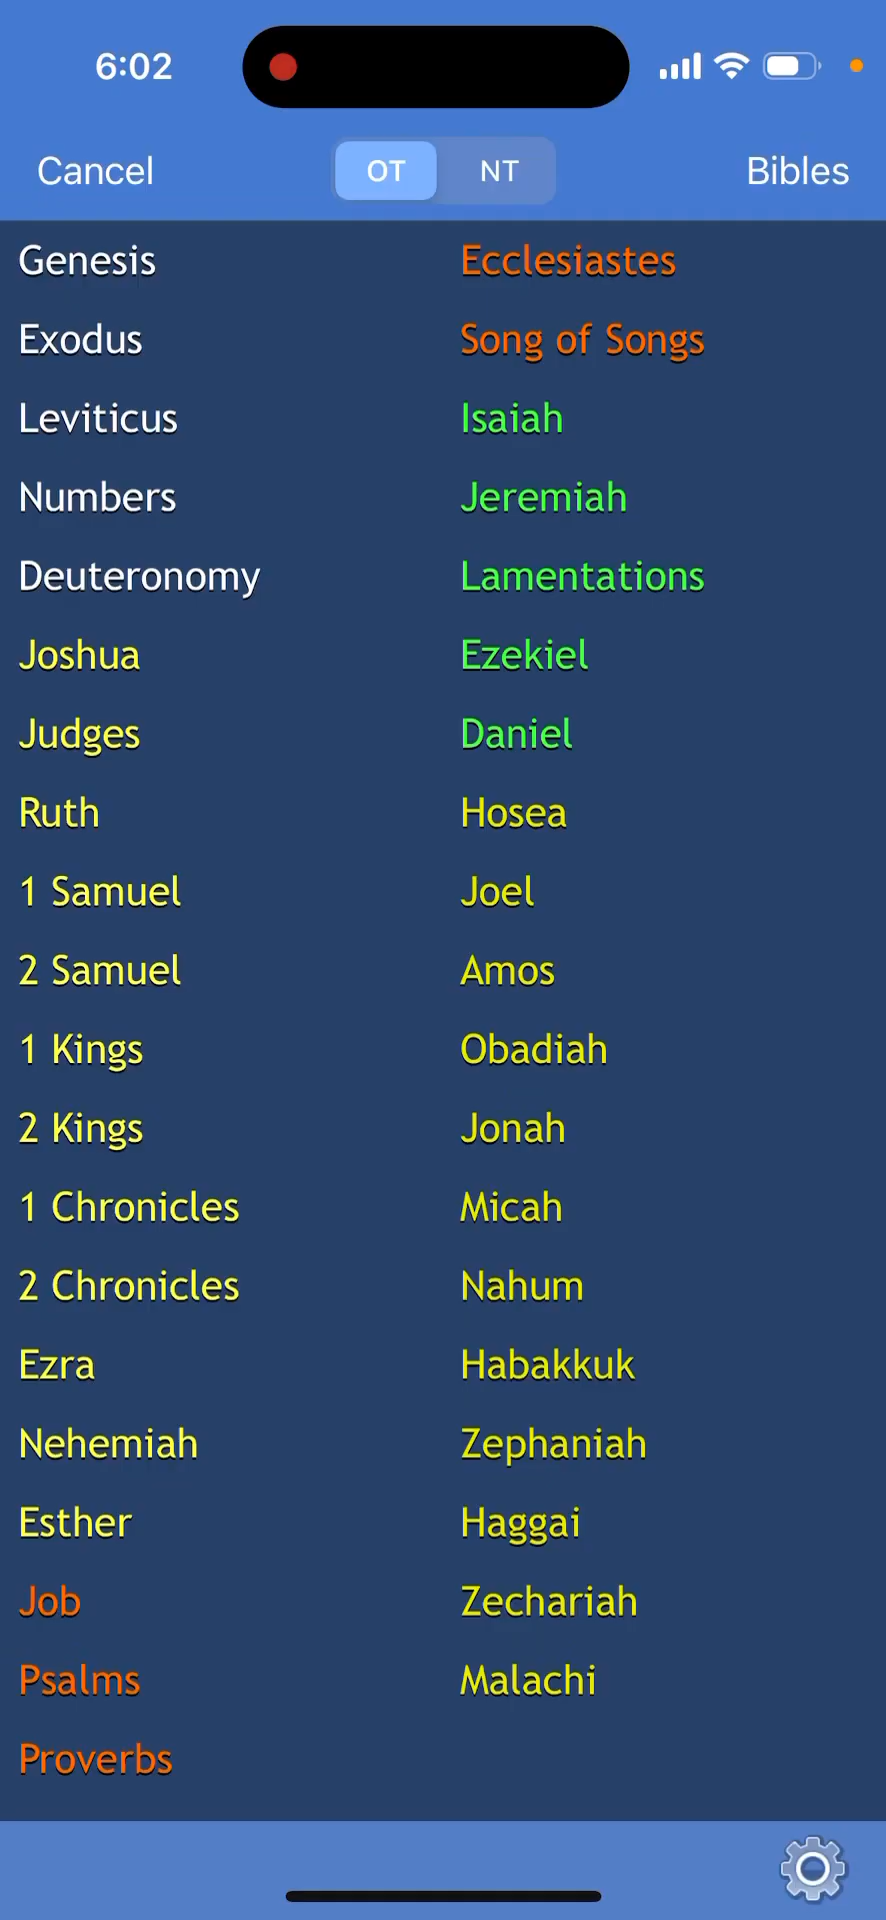 6:02
Cancel OT NT Bibles
Genesis
Exodus
Leviticus
Numbers
Deuteronomy
Joshua
Judges
Ruth
1 Samuel
2 Samuel
1 Kings
2 Kings
1 Chronicles
2 Chronicles
Ezra
Nehemiah
Esther
Job
Psalms
Proverbs
Ecclesiastes
Song of Songs
Isaiah
Jeremiah
Lamentations
Ezekiel
Daniel
Hosea
Joel
Amos
Obadiah
Jonah
Micah
Nahum
Habakkuk
Zephaniah
Haggai
Zechariah
Malachi